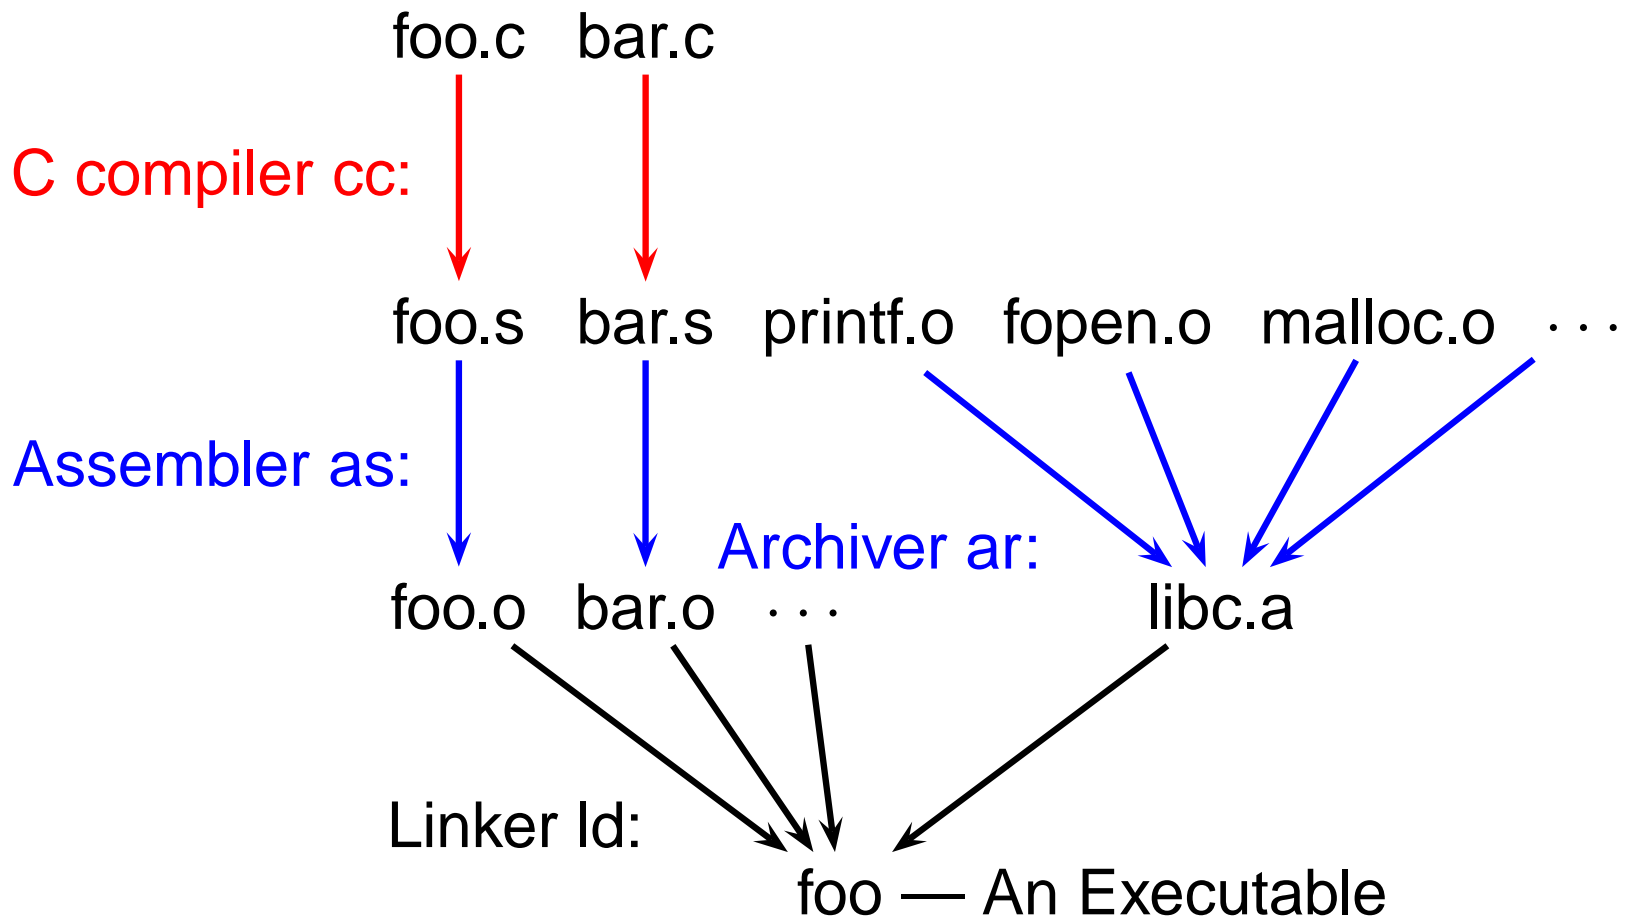 foo.c bar.c
C compiler cc:
foo.s bar.s printf.o fopen.o malloc.o · · ·
Assembler as:
Archiver ar:
foo.o bar.o · · · libc.a
Linker ld:
foo — An Executable